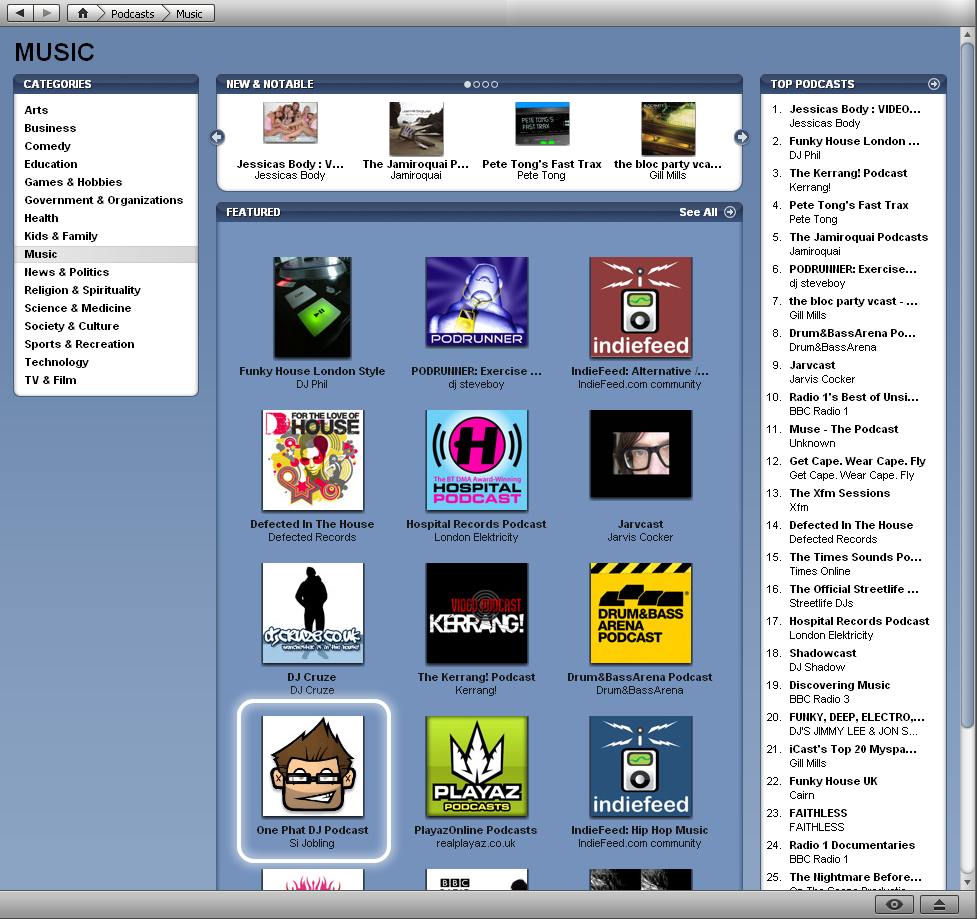 Podcasts
Music
MUSIC
CATEGORIES
Arts
Business
Comedy
Education
Games & Hobbies
Government & Organizations
Health
Kids & Family
Music
News & Politics
Religion & Spirituality
Science & Medicine
Society & Culture
Sports & Recreation
Technology
TV & Film
NEW & NOTABLE
PETE TONG'S
FAST TRAX
Jessicas Body : V...
Jessicas Body
The Jamiroquai P...
Jamiroquai
Pete Tong's Fast Trax
Pete Tong
the bloc party vca...
Gill Mills
FEATURED
See All
PODRUNNER
indiefeed
Funky House London Style
DJ Phil
PODRUNNER: Exercise ...
dj steveboy
IndieFeed: Alternative /...
IndieFeed.com community
FOR THE LOVE OF
HOUSE
The BT DMA Award-Winning
HOSPITAL
PODCAST
Defected In The House
Defected Records
Hospital Records Podcast
London Elektricity
Jarvcast
Jarvis Cocker
djcruze.co.uk
manchester is in the house!
VIDEO PODCAST
KERRANG!
DRUM&BASS
ARENA
PODCAST
DJ Cruze
DJ Cruze
The Kerrang! Podcast
Kerrang!
Drum&BassArena Podcast
Drum&BassArena
PLAYAZ
PODCASTS
indiefeed
One Phat DJ Podcast
Si Jobling
PlayazOnline Podcasts
realplayaz.co.uk
IndieFeed: Hip Hop Music
IndieFeed.com community
BBC
TOP PODCASTS
1. Jessicas Body : VIDEO...
Jessicas Body
2. Funky House London ...
DJ Phil
3. The Kerrang! Podcast
Kerrang!
4. Pete Tong's Fast Trax
Pete Tong
5. The Jamiroquai Podcasts
Jamiroquai
6. PODRUNNER: Exercise...
dj steveboy
7. the bloc party vcast - ...
Gill Mills
8. Drum&BassArena Po...
Drum&BassArena
9. Jarvcast
Jarvis Cocker
10. Radio 1's Best of Unsi...
BBC Radio 1
11. Muse - The Podcast
Unknown
12. Get Cape. Wear Cape. Fly
Get Cape. Wear Cape. Fly
13. The Xfm Sessions
Xfm
14. Defected In The House
Defected Records
15. The Times Sounds Po...
Times Online
16. The Official Streetlife ...
Streetlife DJs
17. Hospital Records Podcast
London Elektricity
18. Shadowcast
DJ Shadow
19. Discovering Music
BBC Radio 3
20. FUNKY, DEEP, ELECTRO,...
DJ'S JIMMY LEE & JON S...
21. iCast's Top 20 Myspa...
Gill Mills
22. Funky House UK
Cairn
23. FAITHLESS
FAITHLESS
24. Radio 1 Documentaries
BBC Radio 1
25. The Nightmare Before...